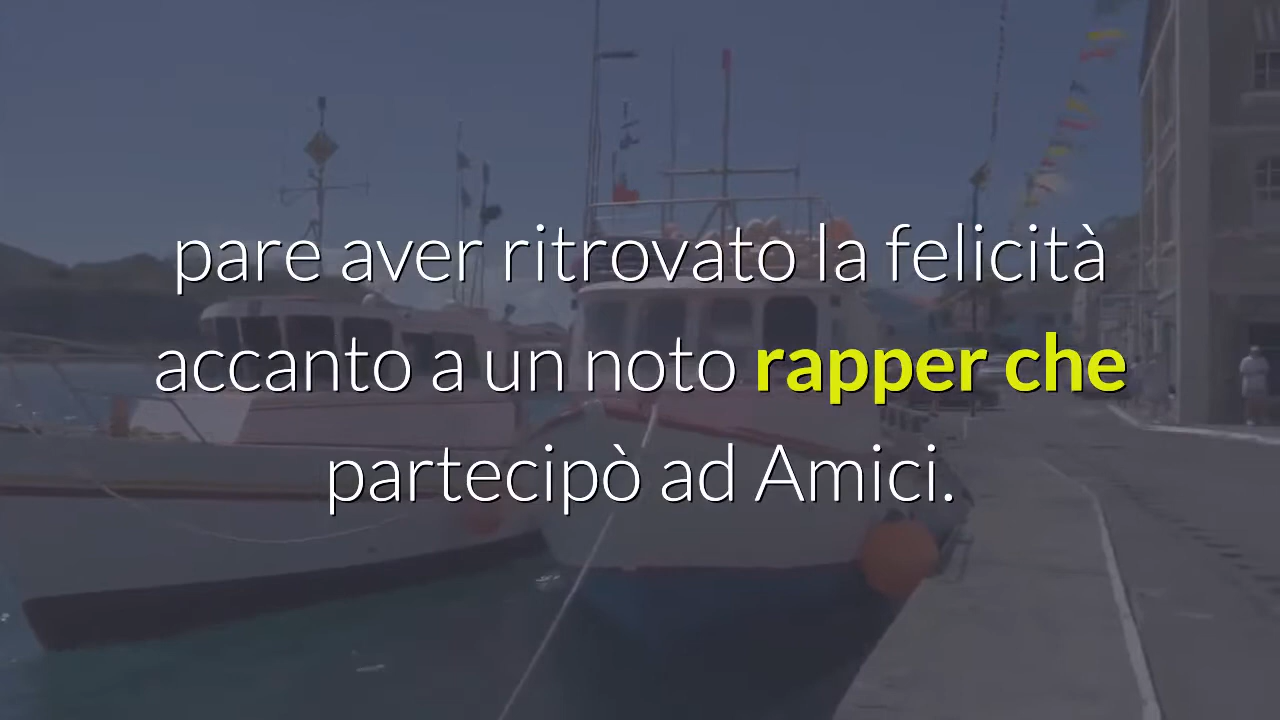 pare aver ritrovato la felicità
accanto a un noto rapper che
partecipò ad Amici.